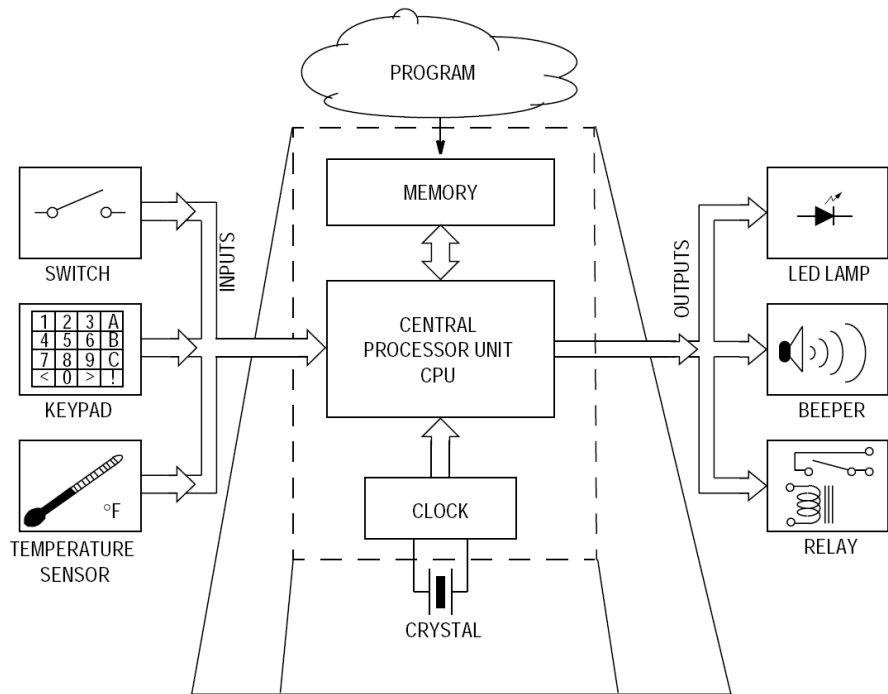 PROGRAM
MEMORY
CENTRAL
PROCESSOR UNIT
CPU
CLOCK
CRYSTAL
INPUTS
SWITCH
1 2 3 A
4 5 6 B
7 8 9 C
< 0 > !
KEYPAD
°F
TEMPERATURE
SENSOR
OUTPUTS
LED LAMP
BEEPER
RELAY